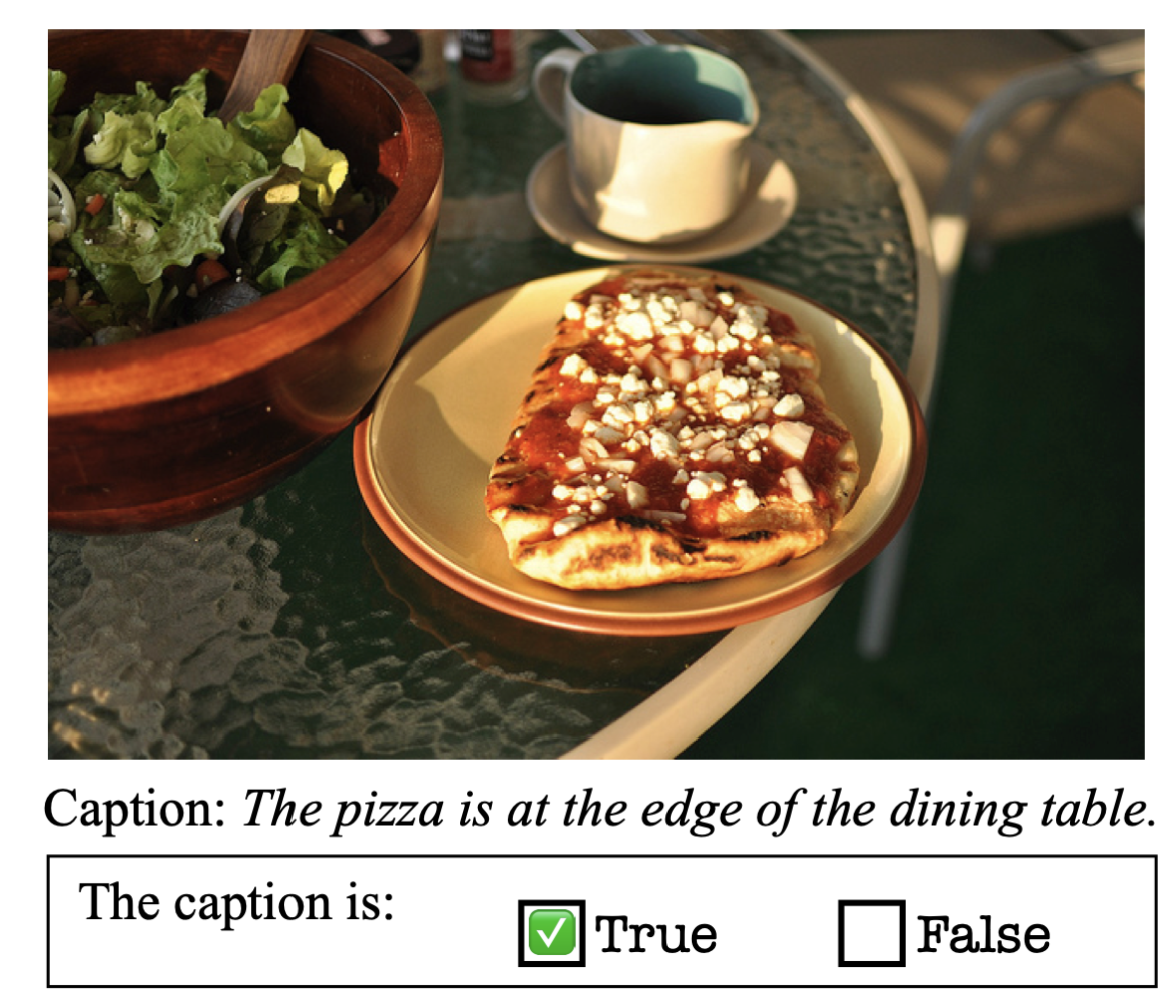 Caption: The pizza is at the edge of the dining table.
The caption is:
True
False